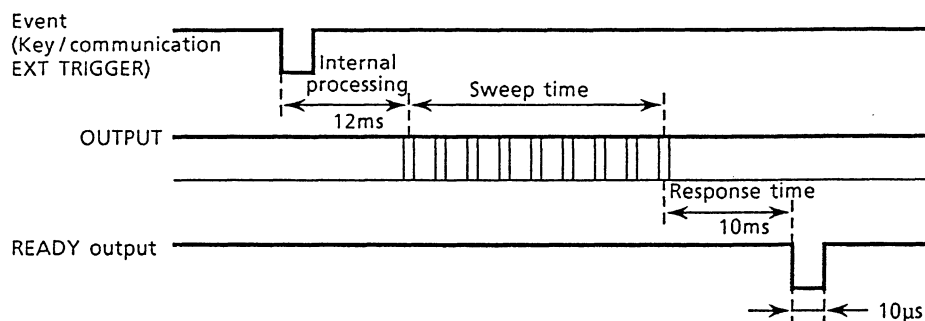 Event
(Key/communication
EXT TRIGGER)
Internal
processing
Sweep time
12ms
OUTPUT
Response time
10ms
READY output
10μs